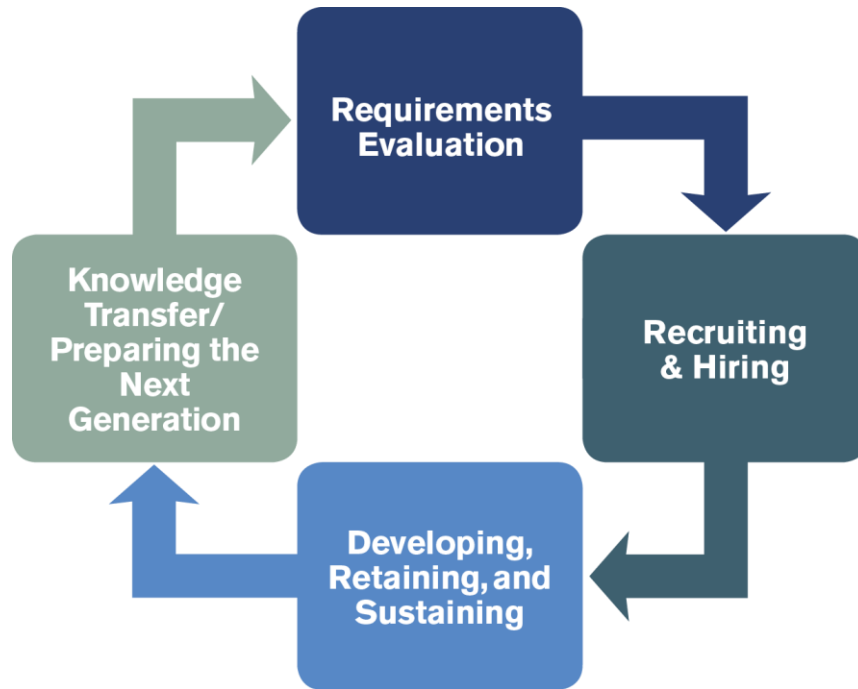 Requirements
Evaluation
Recruiting
& Hiring
Developing,
Retaining, and
Sustaining
Knowledge
Transfer/
Preparing the
Next
Generation